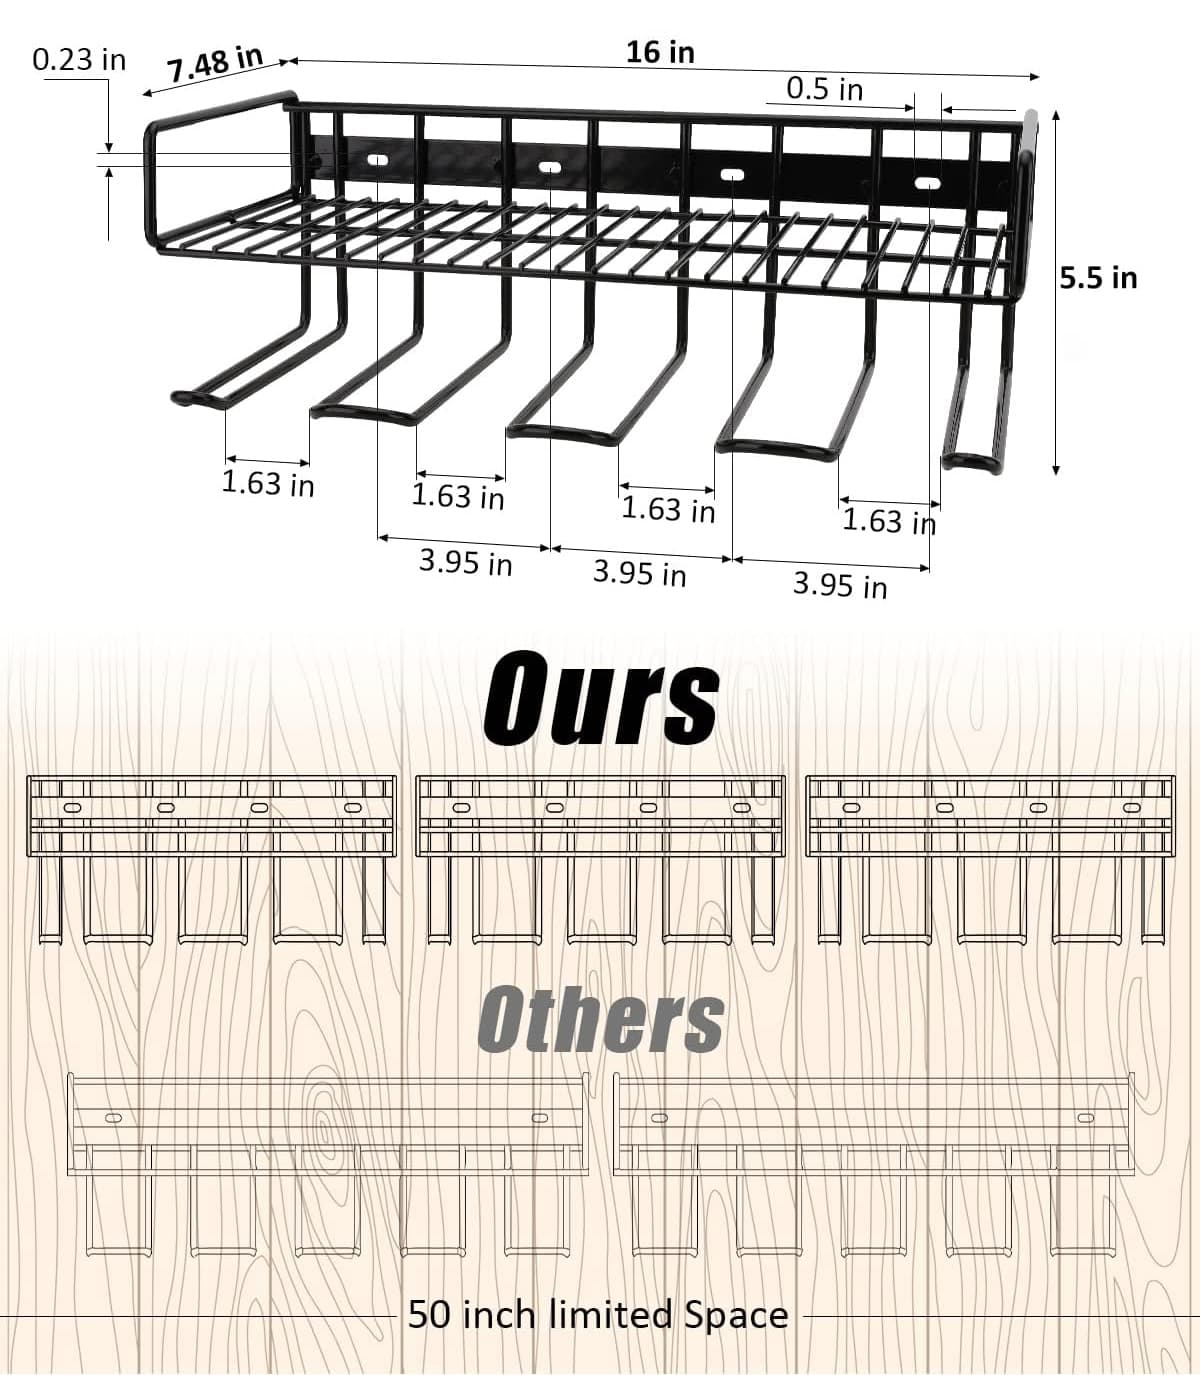 0.23 in
7.48 in
16 in
0.5 in
5.5 in
1.63 in
1.63 in
1.63 in
1.63 in
3.95 in
3.95 in
3.95 in
Ours
Others
50 inch limited Space